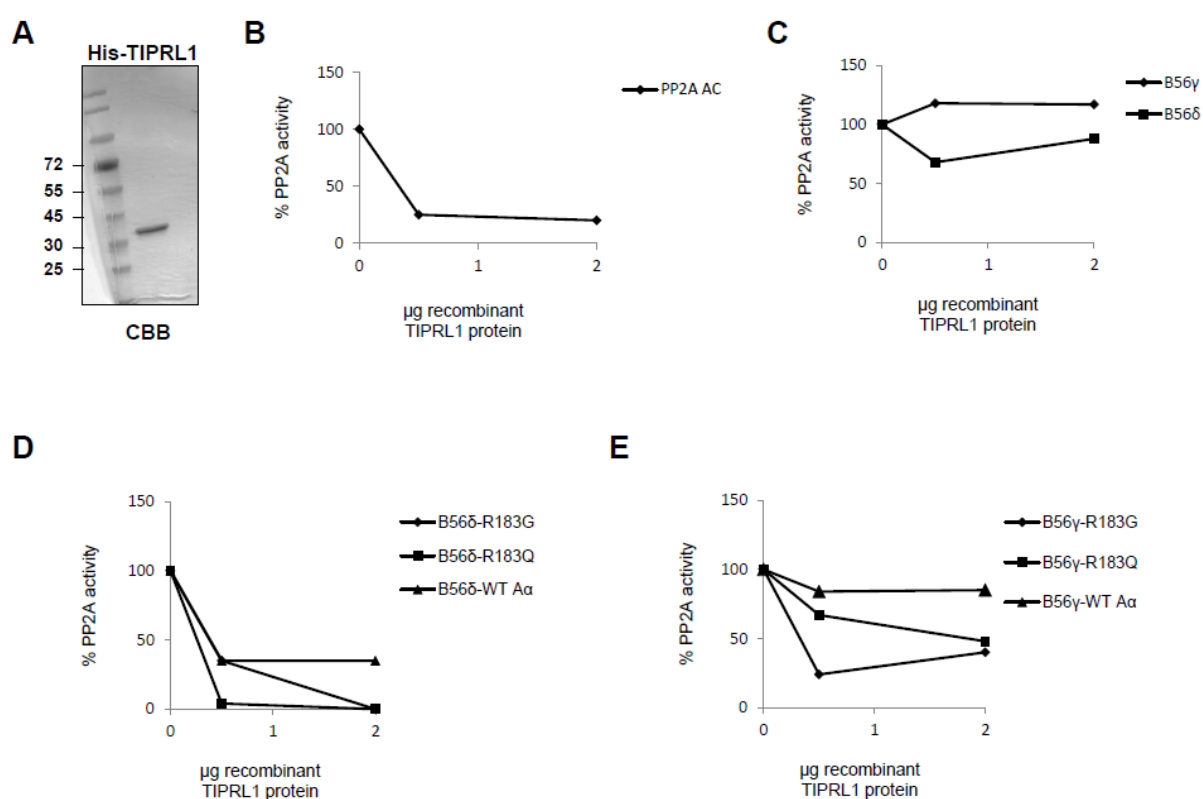 A
His-TIPRL1
72
55
45
30
25
CBB
B
150
100
50
0
% PP2A activity
0 1 2
µg recombinant
TIPRL1 protein
PP2A AC
C
150
100
50
0
% PP2A activity
0 1 2
µg recombinant
TIPRL1 protein
B56γ
B56δ
D
150
100
50
0
% PP2A activity
0 1 2
µg recombinant
TIPRL1 protein
B56δ-R183G
B56δ-R183Q
B56δ-WT Aα
E
150
100
50
0
% PP2A activity
0 1 2
µg recombinant
TIPRL1 protein
B56γ-R183G
B56γ-R183Q
B56γ-WT Aα